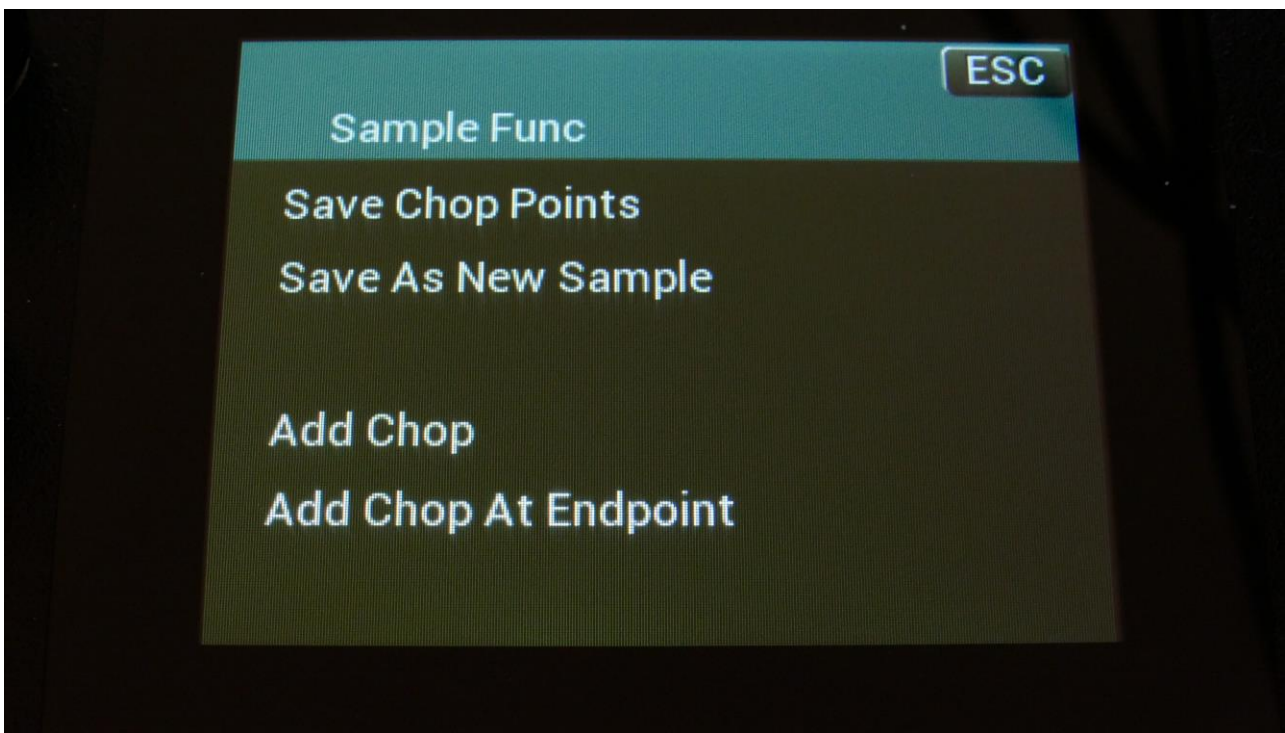 ESC
Sample Func
Save Chop Points
Save As New Sample
Add Chop
Add Chop At Endpoint